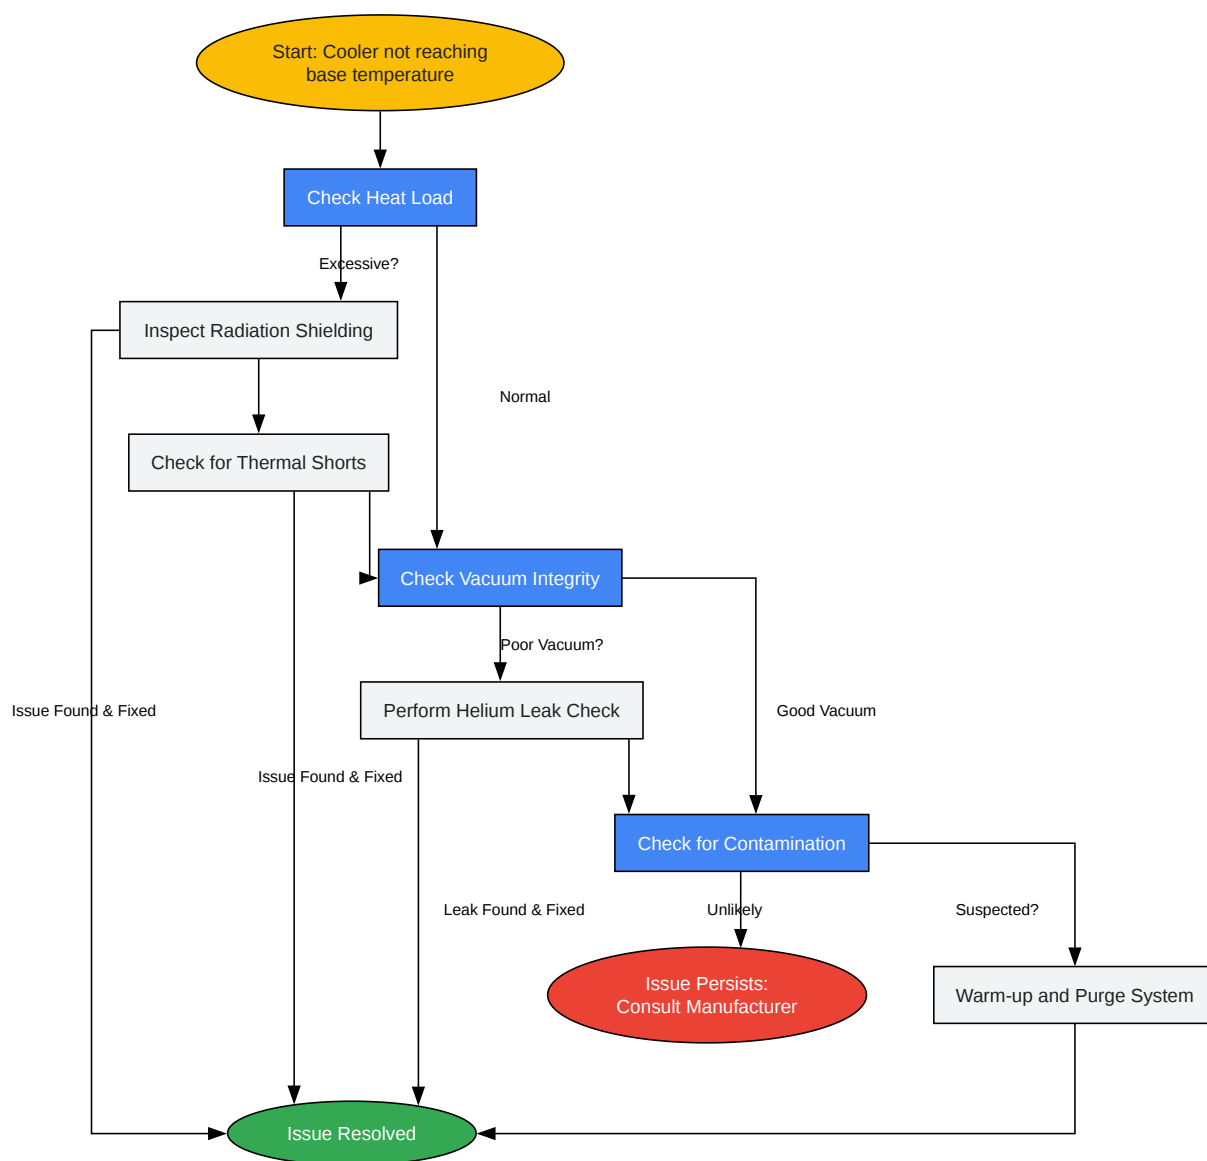 Start: Cooler not reaching
base temperature
Check Heat Load
Excessive?
Inspect Radiation Shielding
Normal
Check for Thermal Shorts
Check Vacuum Integrity
Poor Vacuum?
Issue Found & Fixed
Perform Helium Leak Check
Good Vacuum
Issue Found & Fixed
Check for Contamination
Leak Found & Fixed
Unlikely
Suspected?
Issue Persists:
Consult Manufacturer
Warm-up and Purge System
Issue Resolved